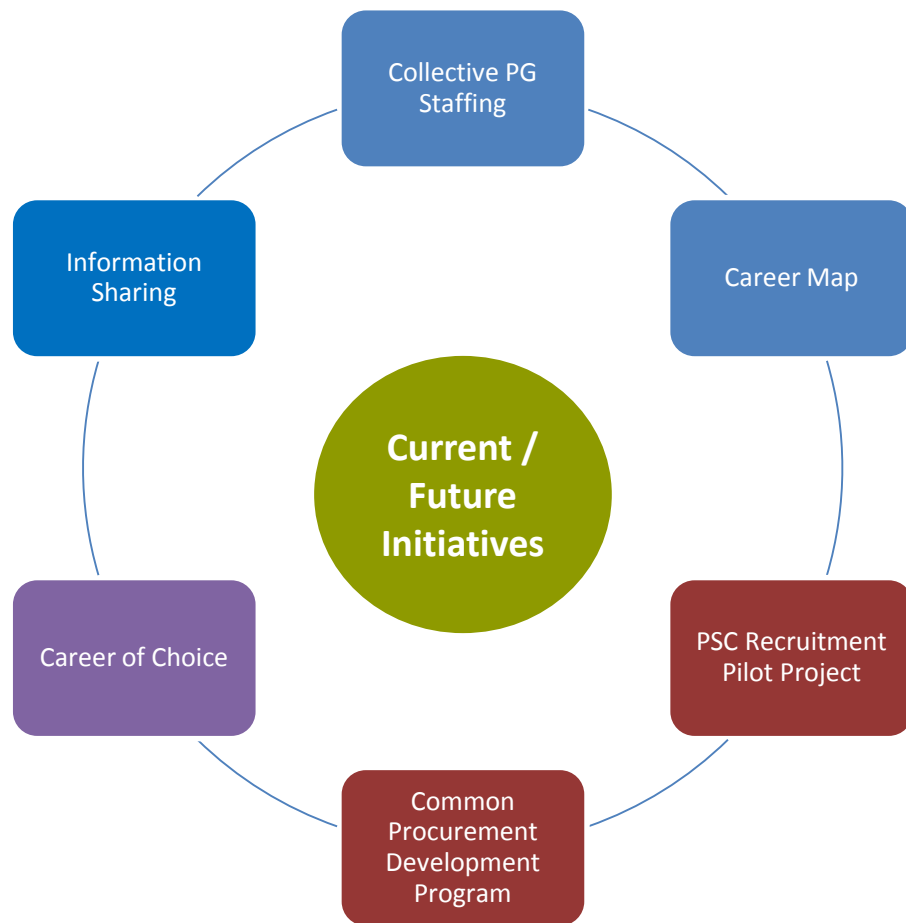 Collective PG
Staffing
Information
Sharing
Career Map
Current /
Future
Initiatives
Career of Choice
PSC Recruitment
Pilot Project
Common
Procurement
Development
Program